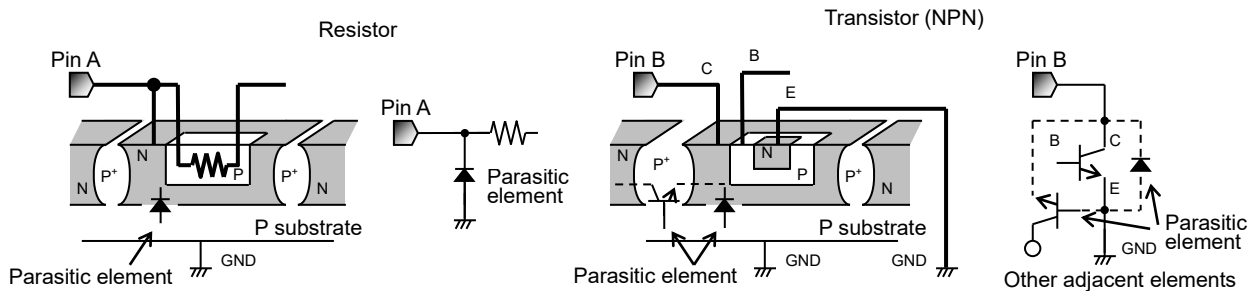 Resistor
Transistor (NPN)
Pin A
Pin A
N
P
N
P+
P+
N
Parasitic
element
P substrate
GND
Parasitic element
Pin B
C
B
E
N
P
N
P+
P+
N
P substrate
GND
GND
Parasitic element
Pin B
B
C
E
Parasitic
element
GND
Other adjacent elements